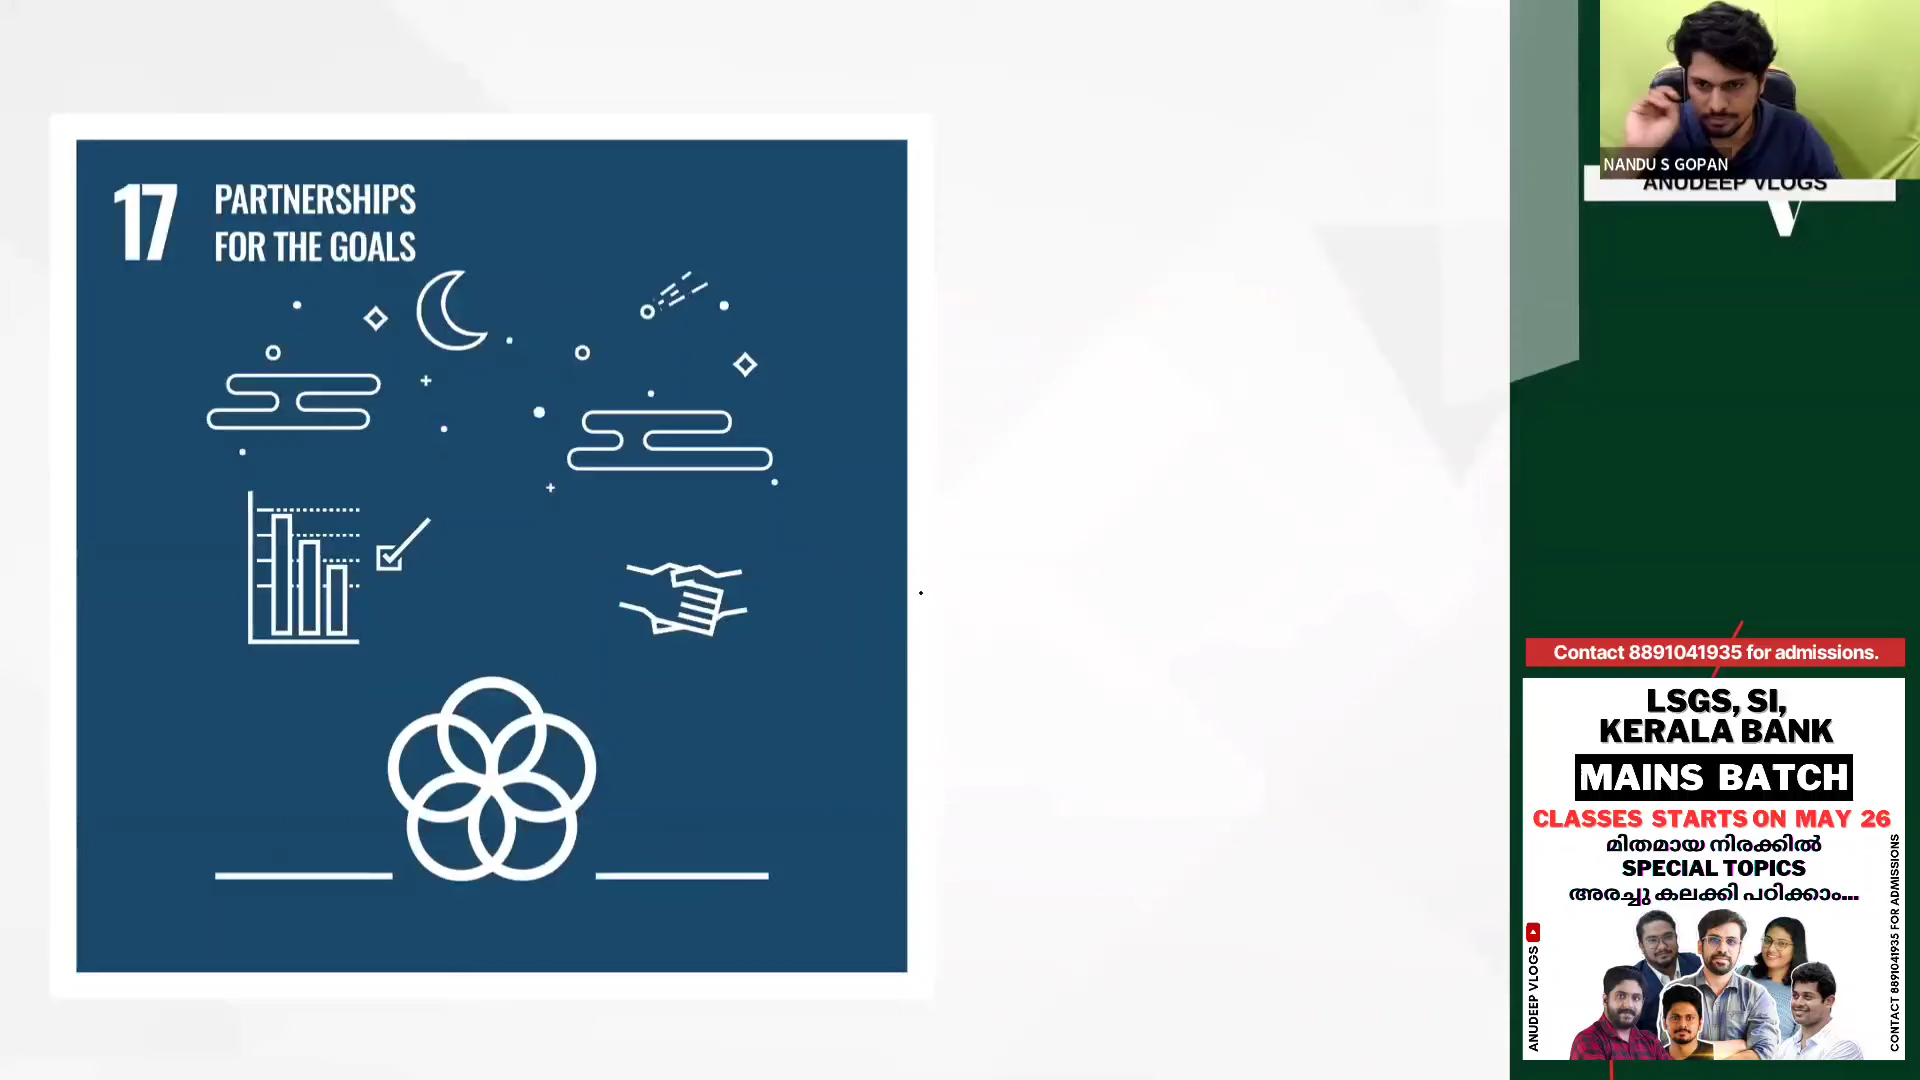 17 PARTNERSHIPS
FOR THE GOALS
NANDU S GOPAN
ANUDEEP VLOGS
Contact 8891041935 for admissions.
LSGS, SI,
KERALA BANK
MAINS BATCH
CLASSES STARTS ON MAY 26
മിതമായ നിരക്കിൽ
SPECIAL TOPICS
അരച്ചു കലക്കി പഠിക്കാം...
ANUDEEP VLOGS
CONTACT 8891041935 FOR ADMISSIONS